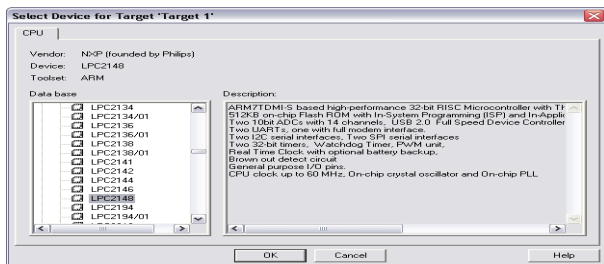 Select Device for Target 'Target 1'
CPU
Vendor: NXP (founded by Philips)
Device: LPC2148
Toolset: ARM
Data base
LPC2134
LPC2134/01
LPC2136
LPC2136/01
LPC2138
LPC2138/01
LPC2141
LPC2142
LPC2144
LPC2146
LPC2148
LPC2194
LPC2194/01
Description:
ARM7TDMI-S based high-performance 32-bit RISC Microcontroller with Th
512KB on-chip Flash ROM with In-System Programming (ISP) and In-Applic
Two 10bit ADCs with 14 channels, USB 2.0 Full Speed Device Controller
Two UARTs, one with full modem interface.
Two I2C serial interfaces, Two SPI serial interfaces
Two 32-bit timers, Watchdog Timer, PWM unit,
Real Time Clock with optional battery backup,
Brown out detect circuit
General purpose I/O pins.
CPU clock up to 60 MHz, On-chip crystal oscillator and On-chip PLL
OK Cancel Help